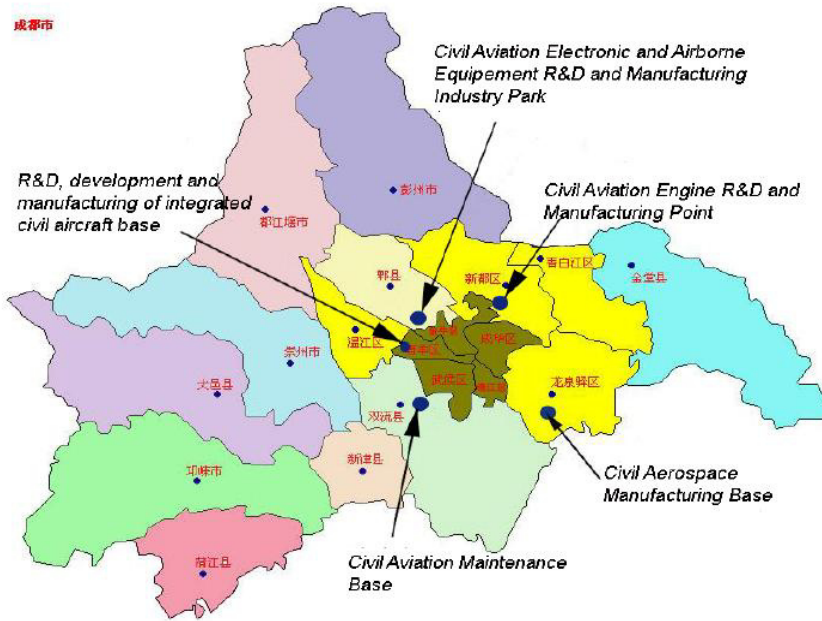 成都市
Civil Aviation Electronic and Airborne
Equipement R&D and Manufacturing
Industry Park
R&D, development and
manufacturing of integrated
civil aircraft base
Civil Aviation Engine R&D and
Manufacturing Point
彭州市
都江堰市
郫县
新都区
青白江区
金堂县
温江区
崇州市
大邑县
成华区
武侯区
龙泉驿区
双流县
新津县
邛崃市
蒲江县
Civil Aerospace
Manufacturing Base
Civil Aviation Maintenance
Base